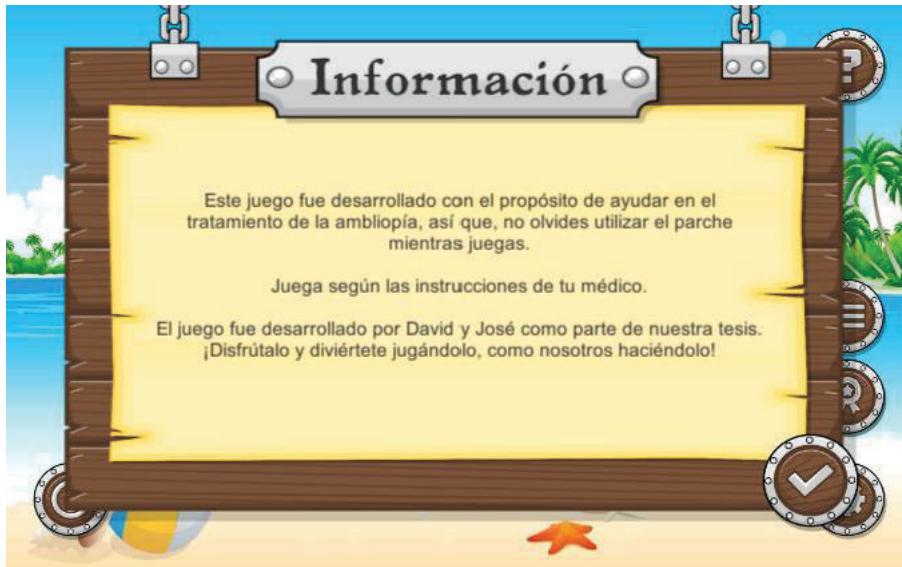 Información
Este juego fue desarrollado con el propósito de ayudar en el
tratamiento de la ambliopía, así que, no olvides utilizar el parche
mientras juegas.
Juega según las instrucciones de tu médico.
El juego fue desarrollado por David y José como parte de nuestra tesis.
¡Disfrútalo y diviértete jugándolo, como nosotros haciéndolo!